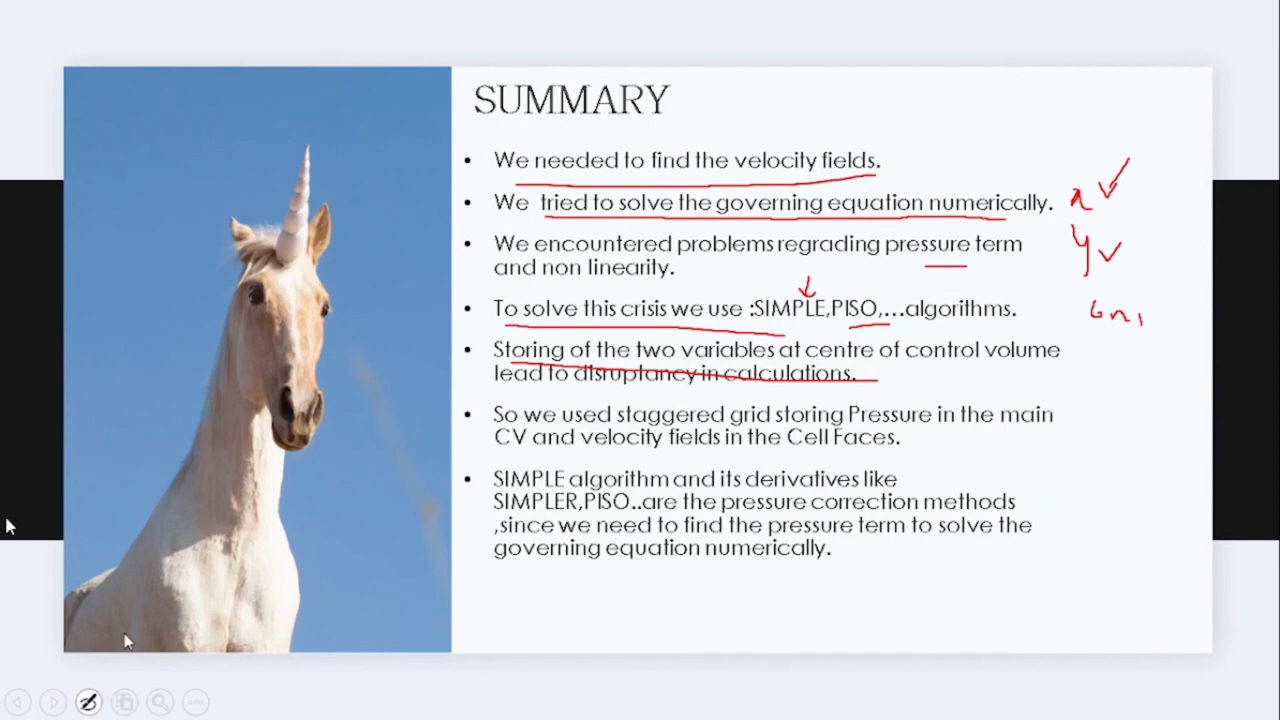 SUMMARY
• We needed to find the velocity fields.
• We tried to solve the governing equation numerically.
• We encountered problems regrading pressure term
and non linearity.
• To solve this crisis we use :SIMPLE,PISO,...algorithms.
• Storing of the two variables at centre of control volume
lead to disruptancy in calculations.
• So we used staggered grid storing Pressure in the main
CV and velocity fields in the Cell Faces.
• SIMPLE algorithm and its derivatives like
SIMPLER,PISO..are the pressure correction methods
,since we need to find the pressure term to solve the
governing equation numerically.
x
y